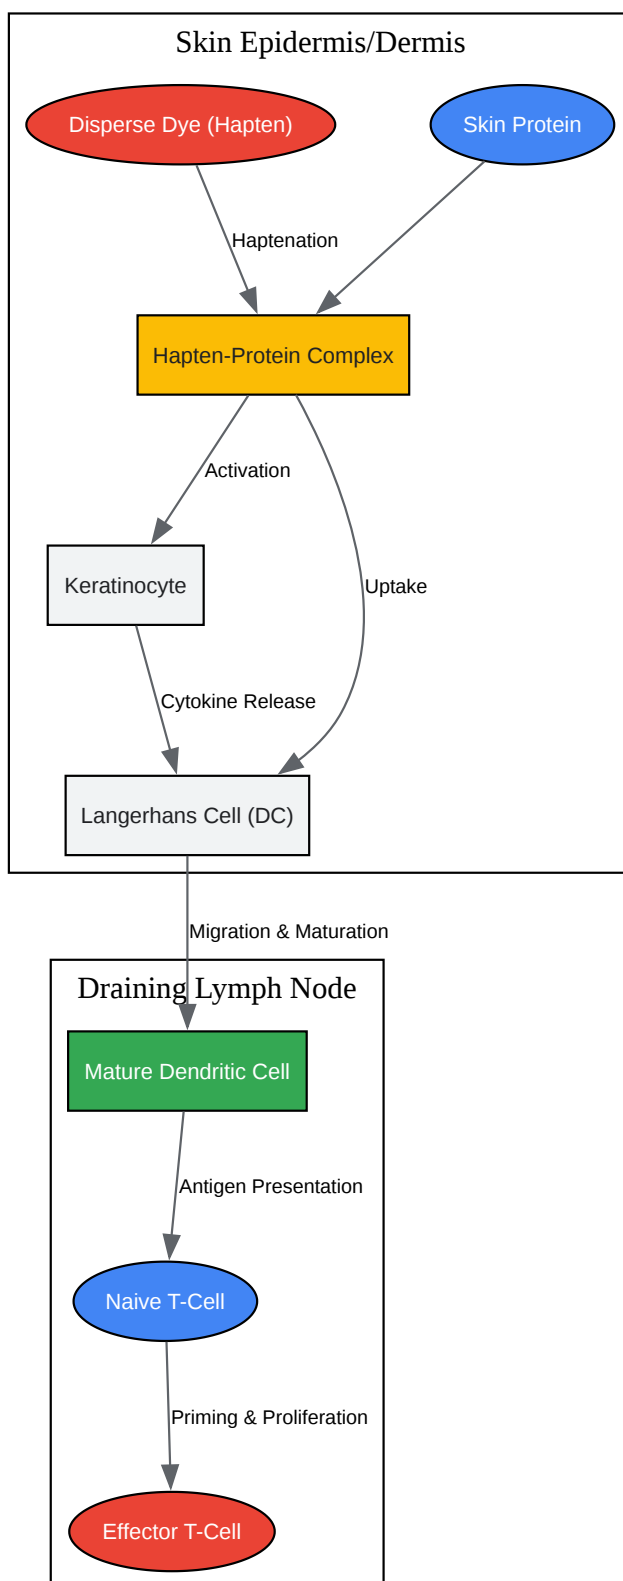 Skin Epidermis/Dermis
Disperse Dye (Hapten)
Skin Protein
Haptenation
Hapten-Protein Complex
Activation
Keratinocyte
Uptake
Cytokine Release
Langerhans Cell (DC)
Migration & Maturation
Draining Lymph Node
Mature Dendritic Cell
Antigen Presentation
Naive T-Cell
Priming & Proliferation
Effector T-Cell